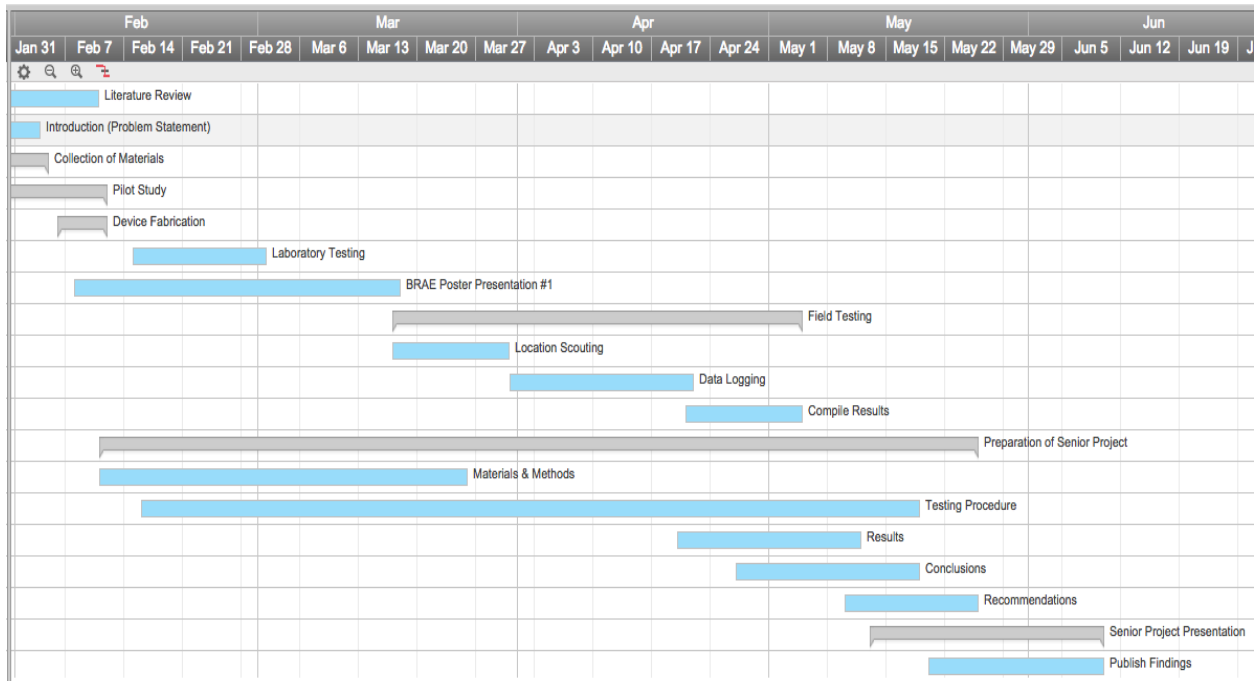 Feb Mar Apr May Jun
Jan 31 Feb 7 Feb 14 Feb 21 Feb 28 Mar 6 Mar 13 Mar 20 Mar 27 Apr 3 Apr 10 Apr 17 Apr 24 May 1 May 8 May 15 May 22 May 29 Jun 5 Jun 12 Jun 19 J
Literature Review
Introduction (Problem Statement)
Collection of Materials
Pilot Study
Device Fabrication
Laboratory Testing
BRAE Poster Presentation #1
Field Testing
Location Scouting
Data Logging
Compile Results
Preparation of Senior Project
Materials & Methods
Testing Procedure
Results
Conclusions
Recommendations
Senior Project Presentation
Publish Findings